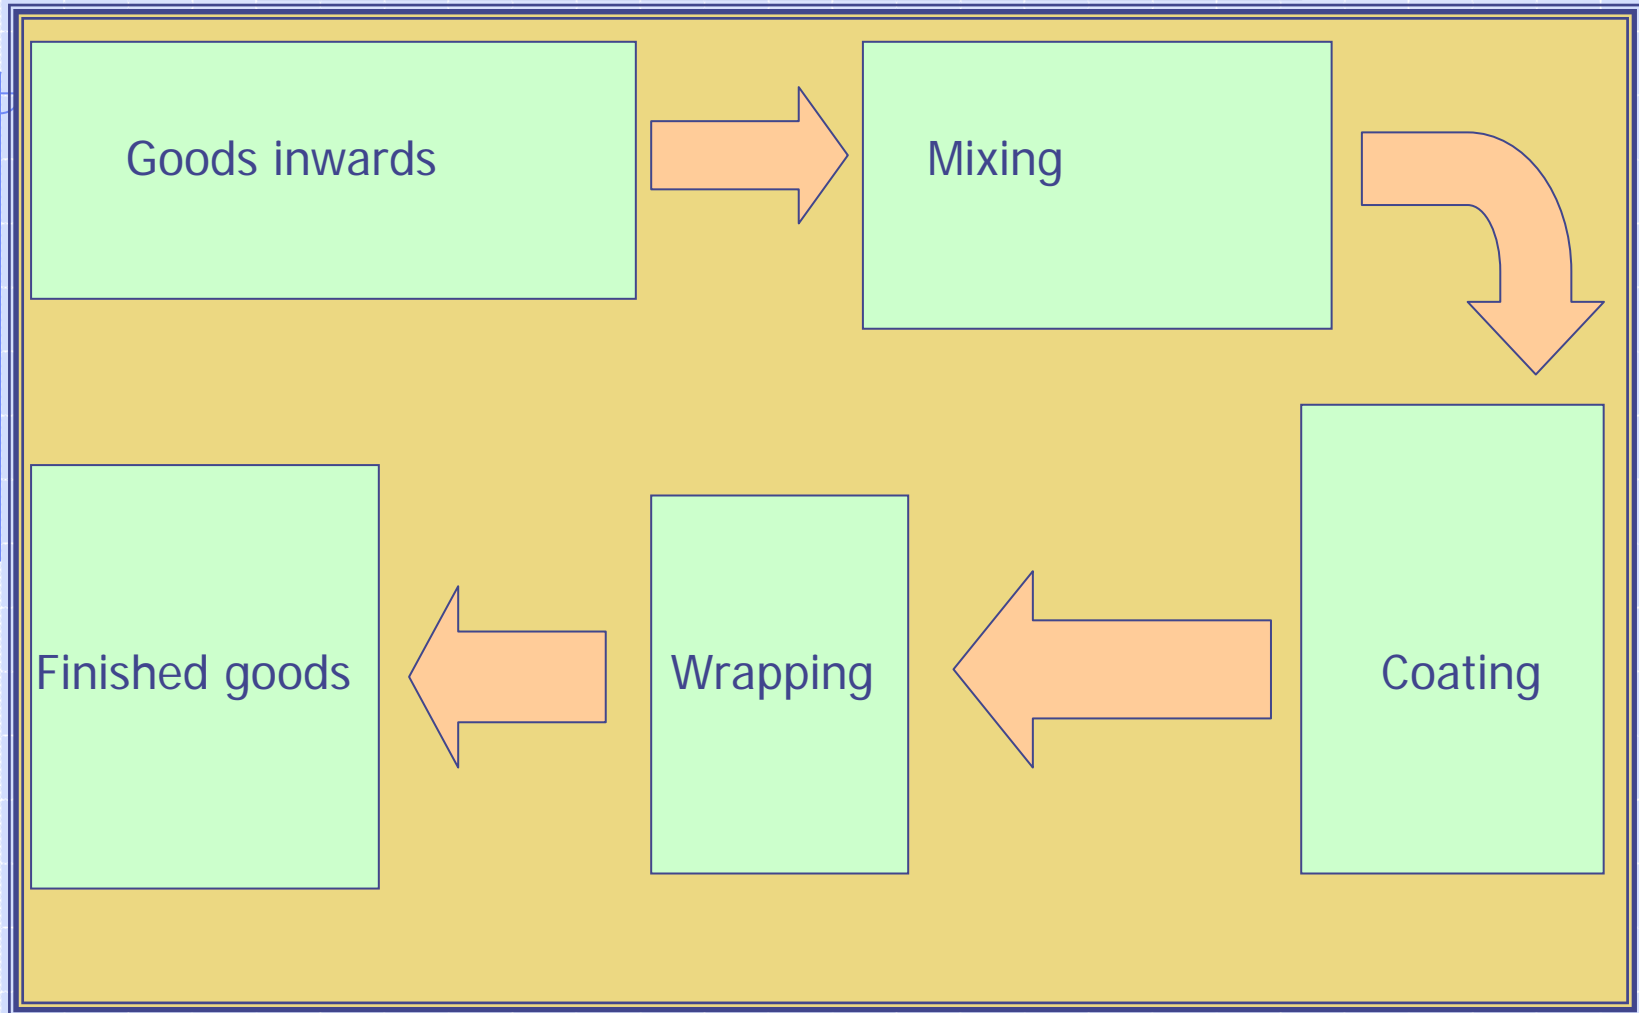 Goods inwards
Mixing
Coating
Wrapping
Finished goods